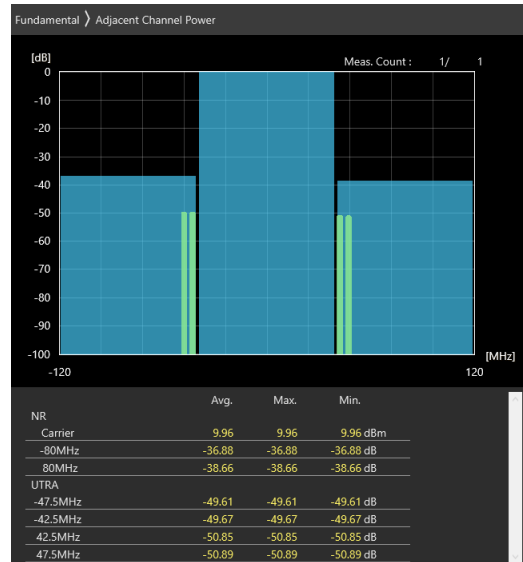 Fundamental 〉 Adjacent Channel Power
[dB]
Meas. Count : 1/ 1
0
-10
-20
-30
-40
-50
-60
-70
-80
-90
-100
[MHz]
-120 120
Avg. Max. Min.
NR
Carrier 9.96 9.96 9.96 dBm
-80MHz -36.88 -36.88 -36.88 dB
80MHz -38.66 -38.66 -38.66 dB
UTRA
-47.5MHz -49.61 -49.61 -49.61 dB
-42.5MHz -49.67 -49.67 -49.67 dB
42.5MHz -50.85 -50.85 -50.85 dB
47.5MHz -50.89 -50.89 -50.89 dB